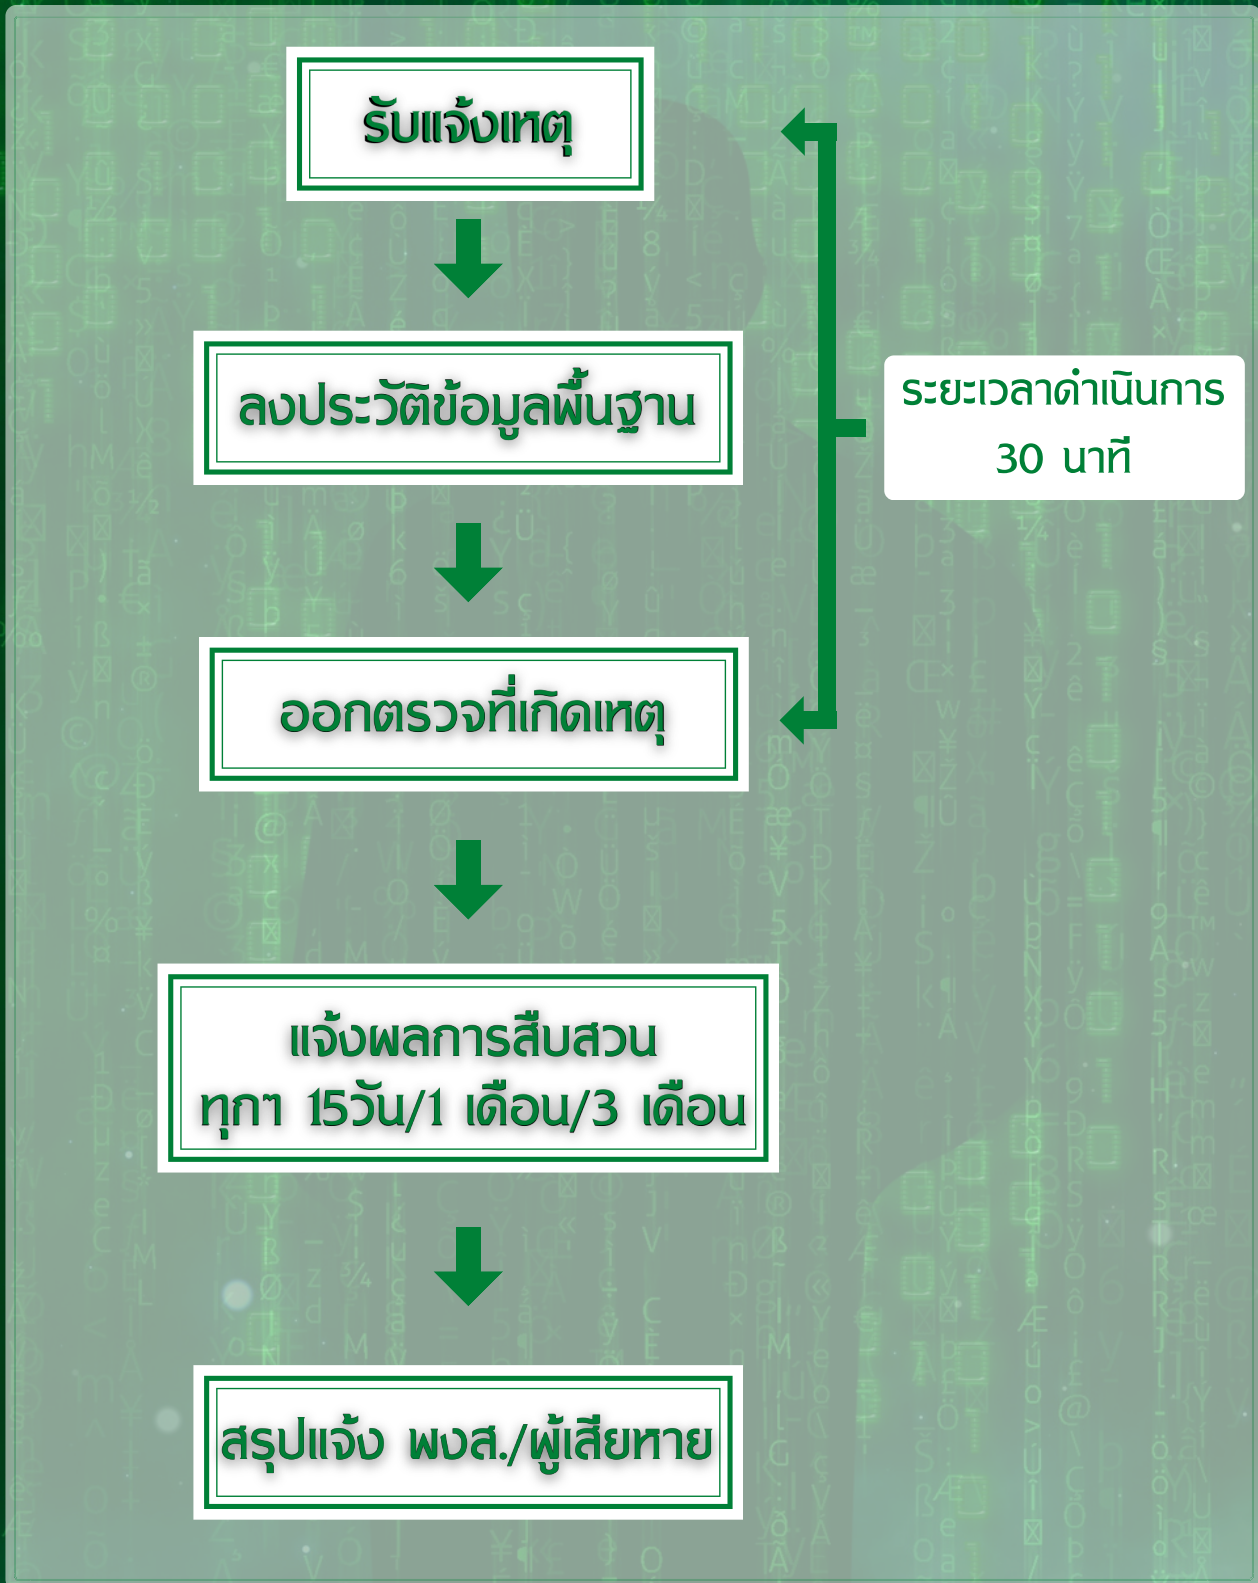 รับแจ้งเหตุ
ลงประวัติข้อมูลพื้นฐาน
ระยะเวลาดำเนินการ
30 นาที
ออกตรวจที่เกิดเหตุ
แจ้งผลการสืบสวน
ทุกๆ 15วัน/1 เดือน/3 เดือน
สรุปแจ้ง พงส./ผู้เสียหาย